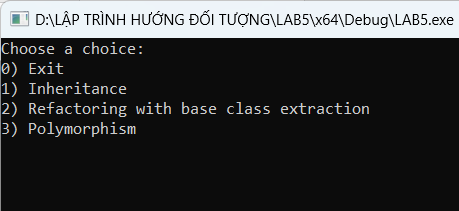 D:\LẬP TRÌNH HƯỚNG ĐỐI TƯỢNG\LAB5\x64\Debug\LAB5.exe
Choose a choice:
0) Exit
1) Inheritance
2) Refactoring with base class extraction
3) Polymorphism